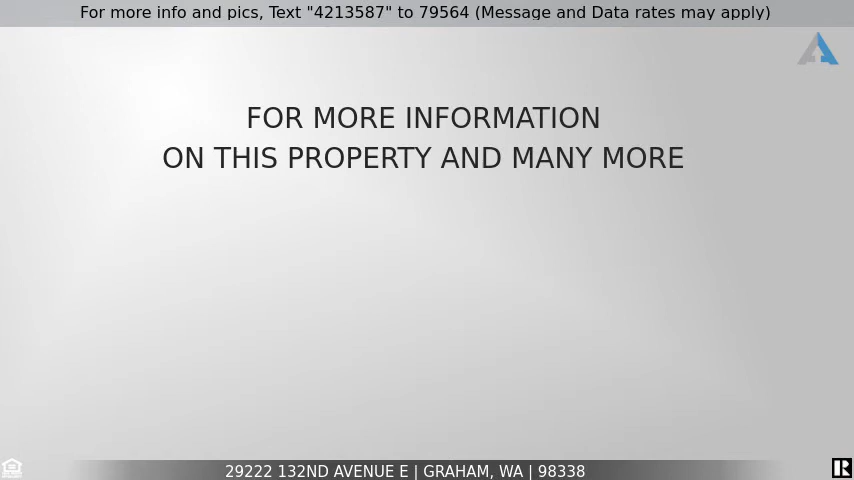 For more info and pics, Text "4213587" to 79564 (Message and Data rates may apply)
FOR MORE INFORMATION
ON THIS PROPERTY AND MANY MORE
29222 132ND AVENUE E | GRAHAM, WA | 98338